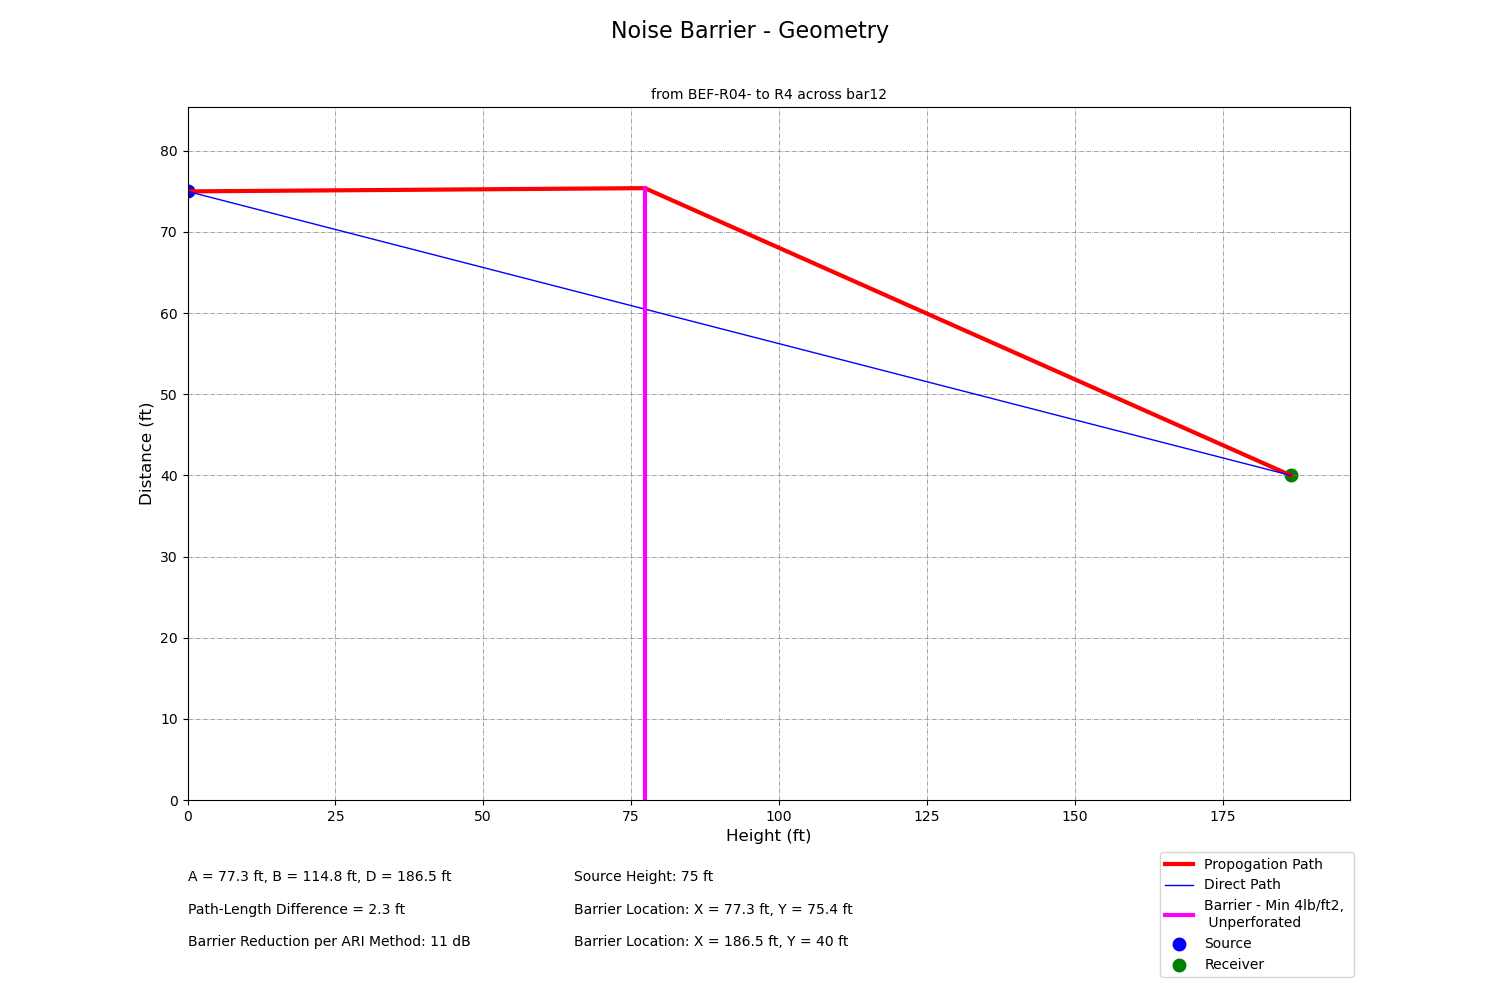 Noise Barrier - Geometry
from BEF-R04- to R4 across bar12
80
70
60
50
40
30
20
10
0
Distance (ft)
0 25 50 75 100 125 150 175
Height (ft)
A = 77.3 ft, B = 114.8 ft, D = 186.5 ft
Path-Length Difference = 2.3 ft
Barrier Reduction per ARI Method: 11 dB
Source Height: 75 ft
Barrier Location: X = 77.3 ft, Y = 75.4 ft
Barrier Location: X = 186.5 ft, Y = 40 ft
Propogation Path
Direct Path
Barrier - Min 4lb/ft2,
Unperforated
Source
Receiver